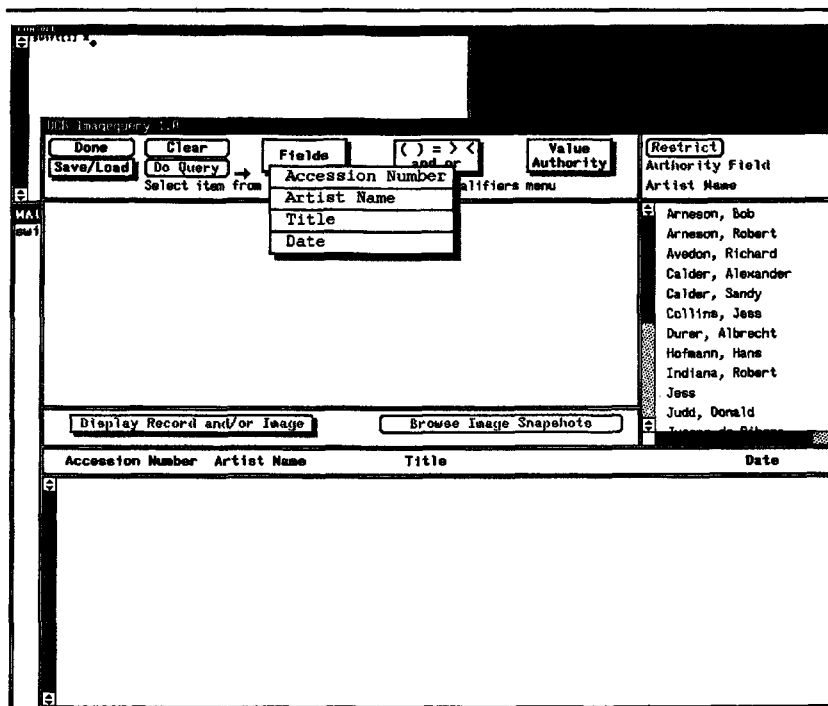 UCB Imagequery 1.0
Done
Clear
Fields
( ) = > <
and or
Value
Authority
Save/Load
Do Query
Select item from
alifiers menu
Accession Number
Artist Name
Title
Date
Restrict
Authority Field
Artist Name
swi
Arneson, Bob
Arneson, Robert
Avedon, Richard
Calder, Alexander
Calder, Sandy
Collins, Jess
Durer, Albrecht
Hofmann, Hans
Indiana, Robert
Jess
Judd, Donald
Display Record and/or Image
Browse Image Snapshots
Accession Number Artist Name Title Date